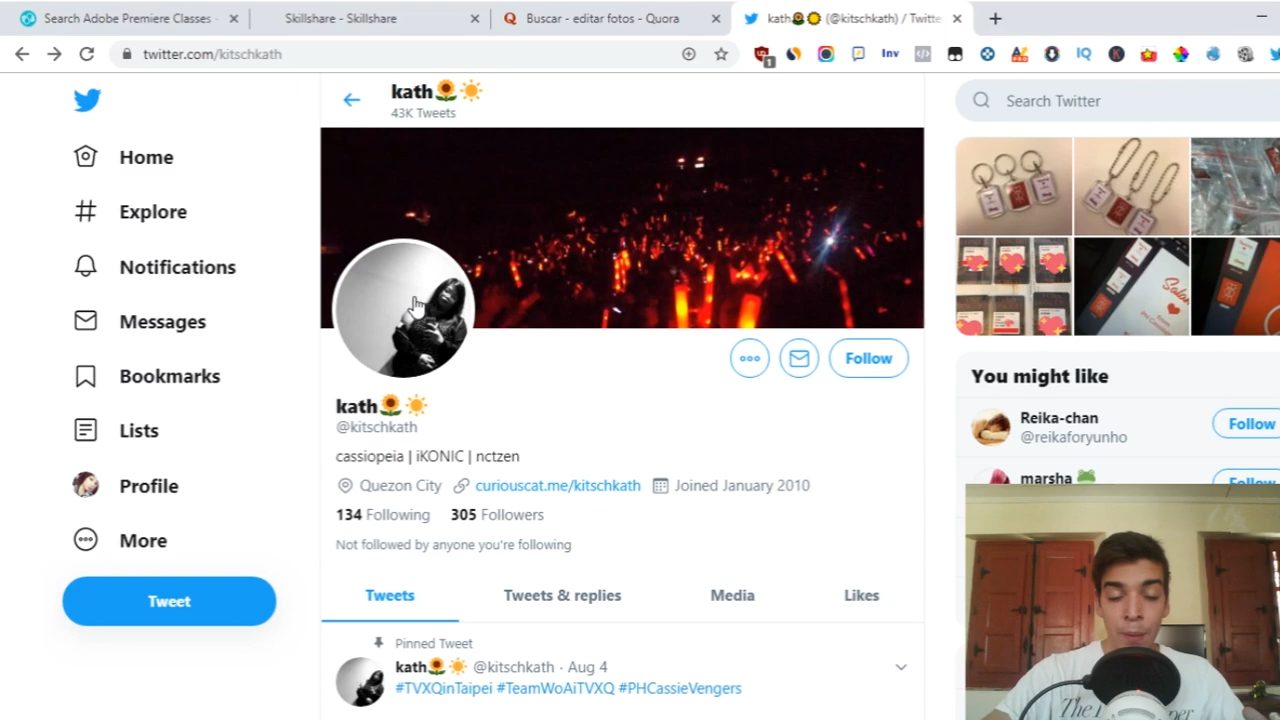 Search Adobe Premiere Classes
Skillshare - Skillshare
Buscar - editar fotos - Quora
kath🌻☀️ (@kitschkath) / Twitte
twitter.com/kitschkath
1
Inv
IQ
kath🌻☀️
43K Tweets
Search Twitter
Home
Explore
Notifications
Messages
Bookmarks
Lists
Profile
More
Tweet
Follow
kath🌻☀️
@kitschkath
cassiopeia | iKONIC | nctzen
Quezon City curiouscat.me/kitschkath Joined January 2010
134 Following 305 Followers
Not followed by anyone you're following
Tweets Tweets & replies Media Likes
Pinned Tweet
kath🌻☀️ @kitschkath · Aug 4
#TVXQinTaipei #TeamWoAiTVXQ #PHCassieVengers
You might like
Reika-chan
@reikaforyunho
Follow
marsha 🐸
Follow